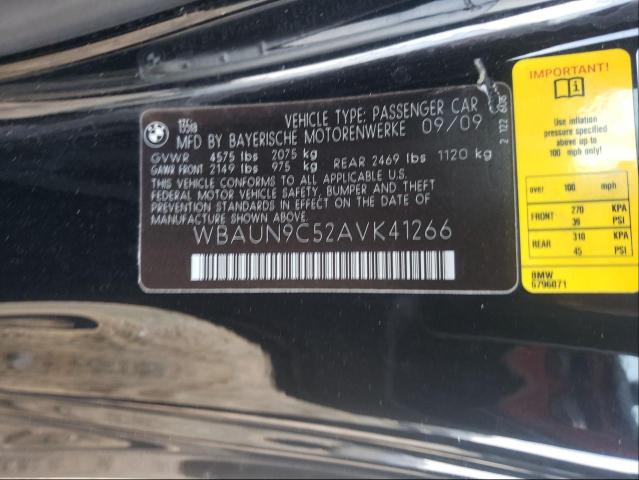 BMW
VEHICLE TYPE: PASSENGER CAR
MFD BY BAYERISCHE MOTORENWERKE 09/09
GVWR 4575 lbs 2075 kg
GAWR FRONT 2149 lbs 975 kg REAR 2469 lbs 1120 kg
THIS VEHICLE CONFORMS TO ALL APPLICABLE U.S.
FEDERAL MOTOR VEHICLE SAFETY, BUMPER AND THEFT
PREVENTION STANDARDS IN EFFECT ON THE DATE OF
MANUFACTURE SHOWN ABOVE.
WBAUN9C52AVK41266
IMPORTANT!
Use inflation
pressure when
above up to
100 mph only!
over 100 mph
FRONT 270 KPA
36 PSI
REAR 310 KPA
45 PSI
BMW
6796071